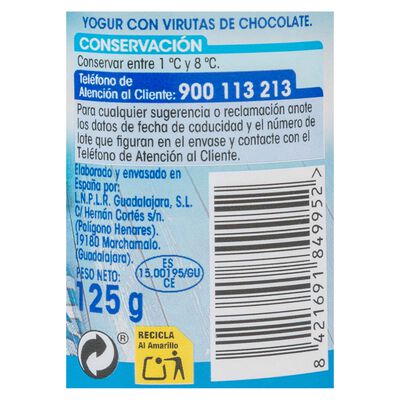 YOGUR CON VIRUTAS DE CHOCOLATE.
CONSERVACIÓN
Conservar entre 1 ºC y 8 ºC.
Teléfono de
Atención al Cliente: 900 113 213
Para cualquier sugerencia o reclamación anote
los datos de fecha de caducidad y el número de
lote que figuran en el envase y contacte con el
Teléfono de Atención al Cliente.
Elaborado y envasado en
España por:
L.N.P.L.R. Guadalajara, S.L.
C/ Hernán Cortés s/n.
(Polígono Henares)
19180 Marchamalo.
(Guadalajara).
PESO NETO:
125 g
ES
15.00195/GU
CE
®
RECICLA
Al Amarillo
8 421691 849952 >